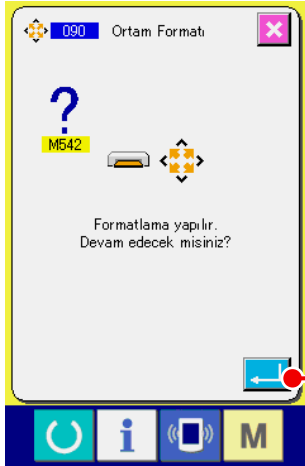 090 Ortam Formatı
?
M542
Formatlama yapılır.
Devam edecek misiniz?
i
M